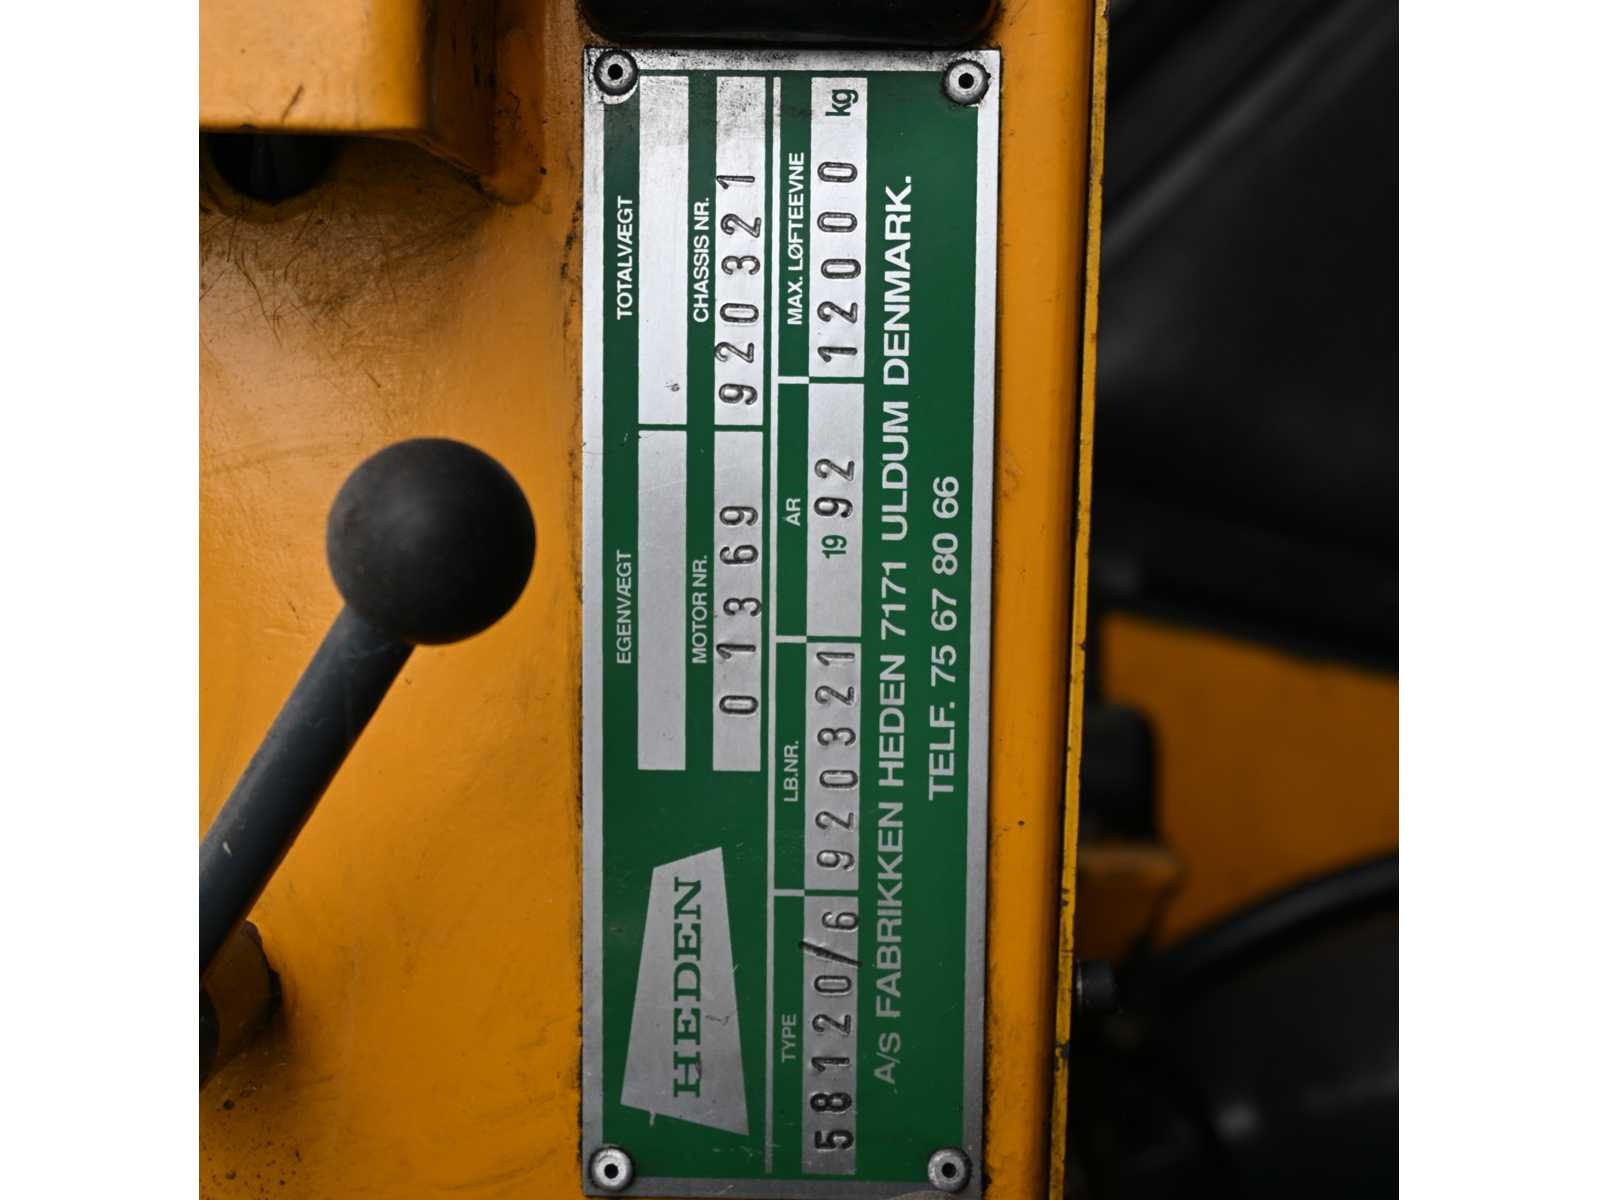 HEDEN
EGENVÆGT TOTALVÆGT
MOTOR NR. CHASSIS NR.
01369 920321
TYPE LB.NR. ÅR MAX. LØFTEEVNE
58120/6 920321 1992 12000 kg
A/S FABRIKKEN HEDEN 7171 ULDUM DENMARK.
TELF. 75 67 80 66